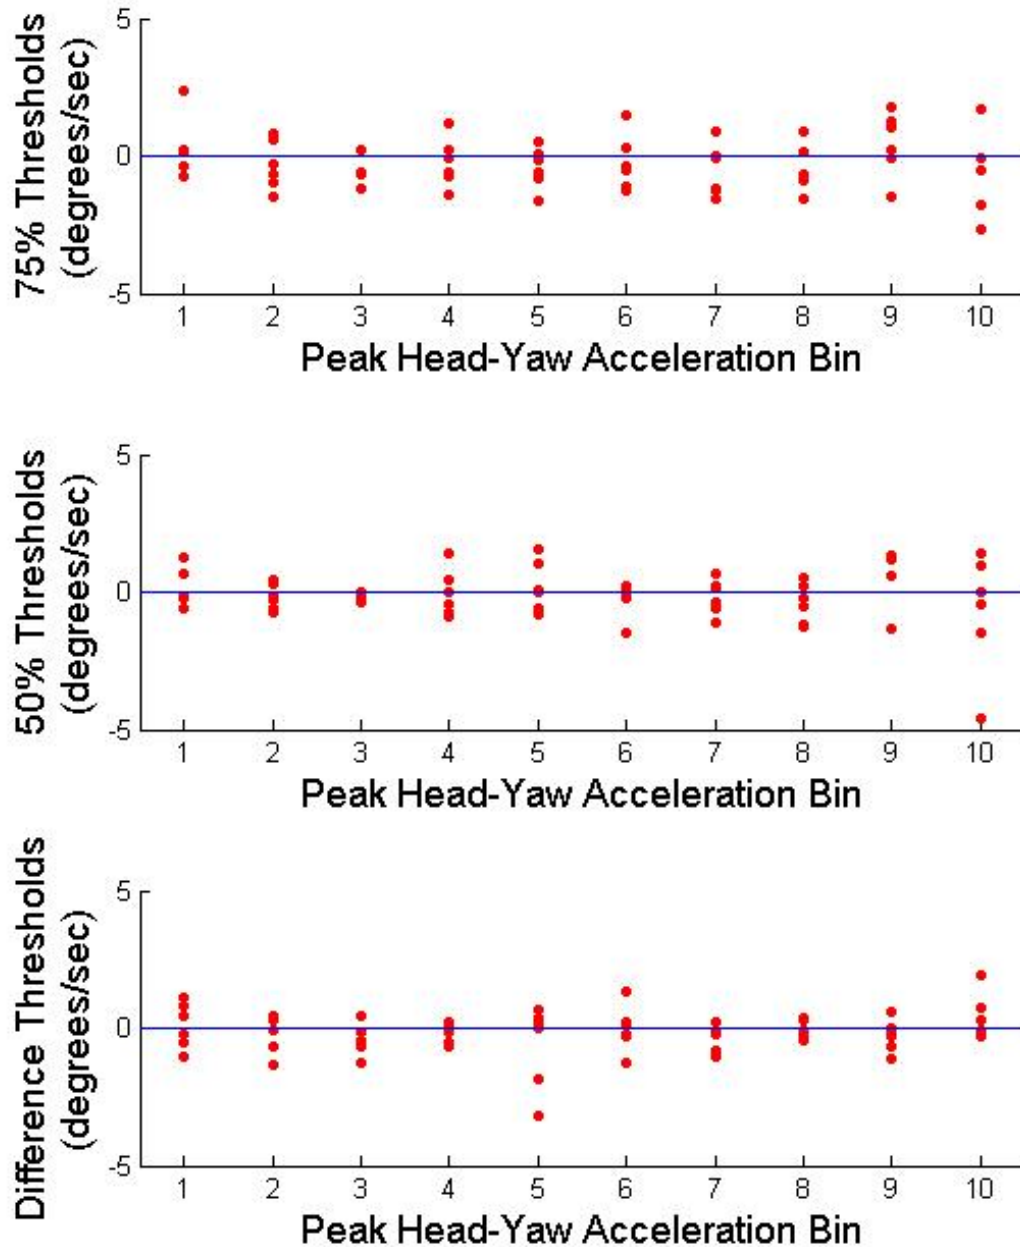 75% Thresholds
(degrees/sec)
5
0
-5
1 2 3 4 5 6 7 8 9 10
Peak Head-Yaw Acceleration Bin
50% Thresholds
(degrees/sec)
5
0
-5
1 2 3 4 5 6 7 8 9 10
Peak Head-Yaw Acceleration Bin
Difference Thresholds
(degrees/sec)
5
0
-5
1 2 3 4 5 6 7 8 9 10
Peak Head-Yaw Acceleration Bin